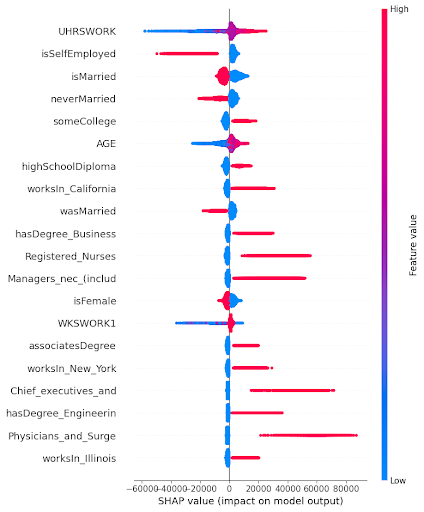 High
UHRSWORK
isSelfEmployed
isMarried
neverMarried
someCollege
AGE
highSchoolDiploma
worksIn_California
wasMarried
hasDegree_Business
Registered_Nurses
Managers_nec_(includ
isFemale
WKSWORK1
associatesDegree
worksIn_New_York
Chief_executives_and
hasDegree_Engineerin
Physicians_and_Surge
worksIn_Illinois
Feature value
Low
−60000 −40000 −20000 0 20000 40000 60000 80000
SHAP value (impact on model output)